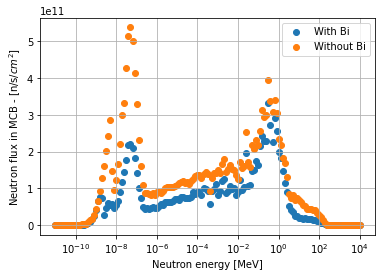 1e11
With Bi
Without Bi
5
4
3
2
1
0
Neutron flux in MCB - [n/s/cm²]
10⁻¹⁰ 10⁻⁸ 10⁻⁶ 10⁻⁴ 10⁻² 10⁰ 10² 10⁴
Neutron energy [MeV]